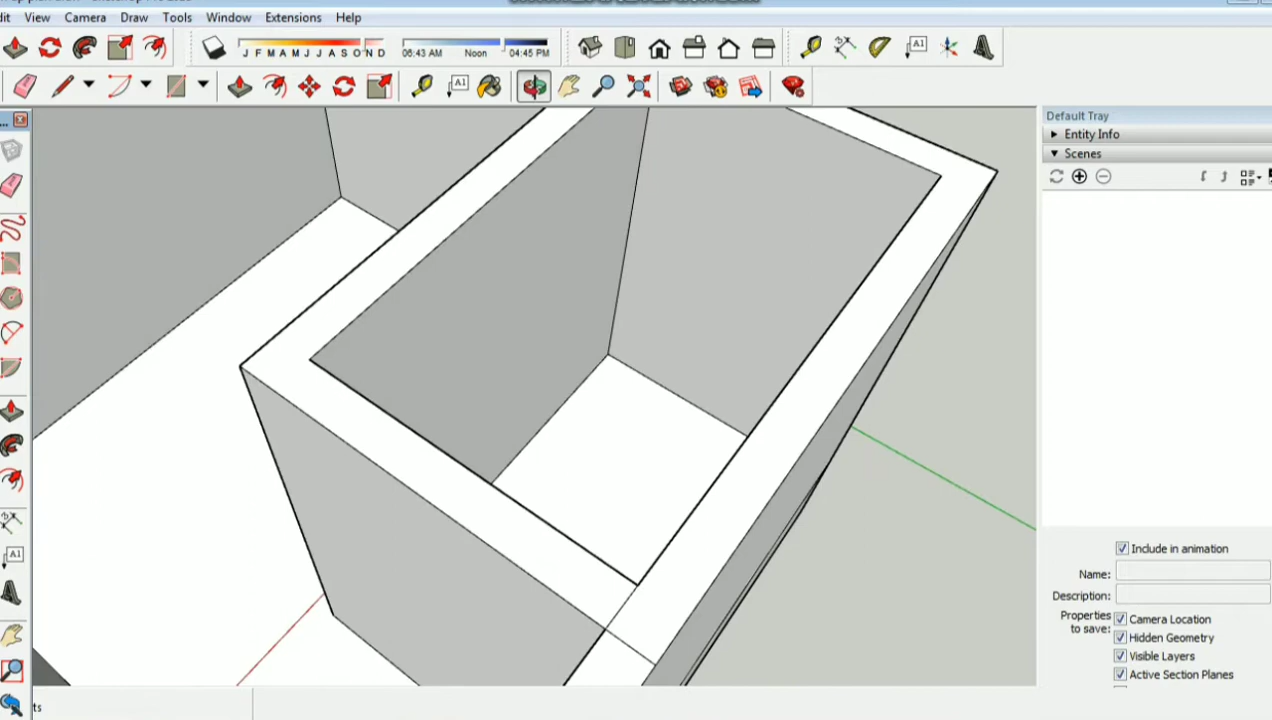 View Camera Draw Tools Window Extensions Help
J F M A M J J A S O N D 06:43 AM Noon 04:45 PM
A1
A1
Default Tray
Entity Info
Scenes
A1
Include in animation
Name:
Description:
Properties to save:
Camera Location
Hidden Geometry
Visible Layers
Active Section Planes
ts